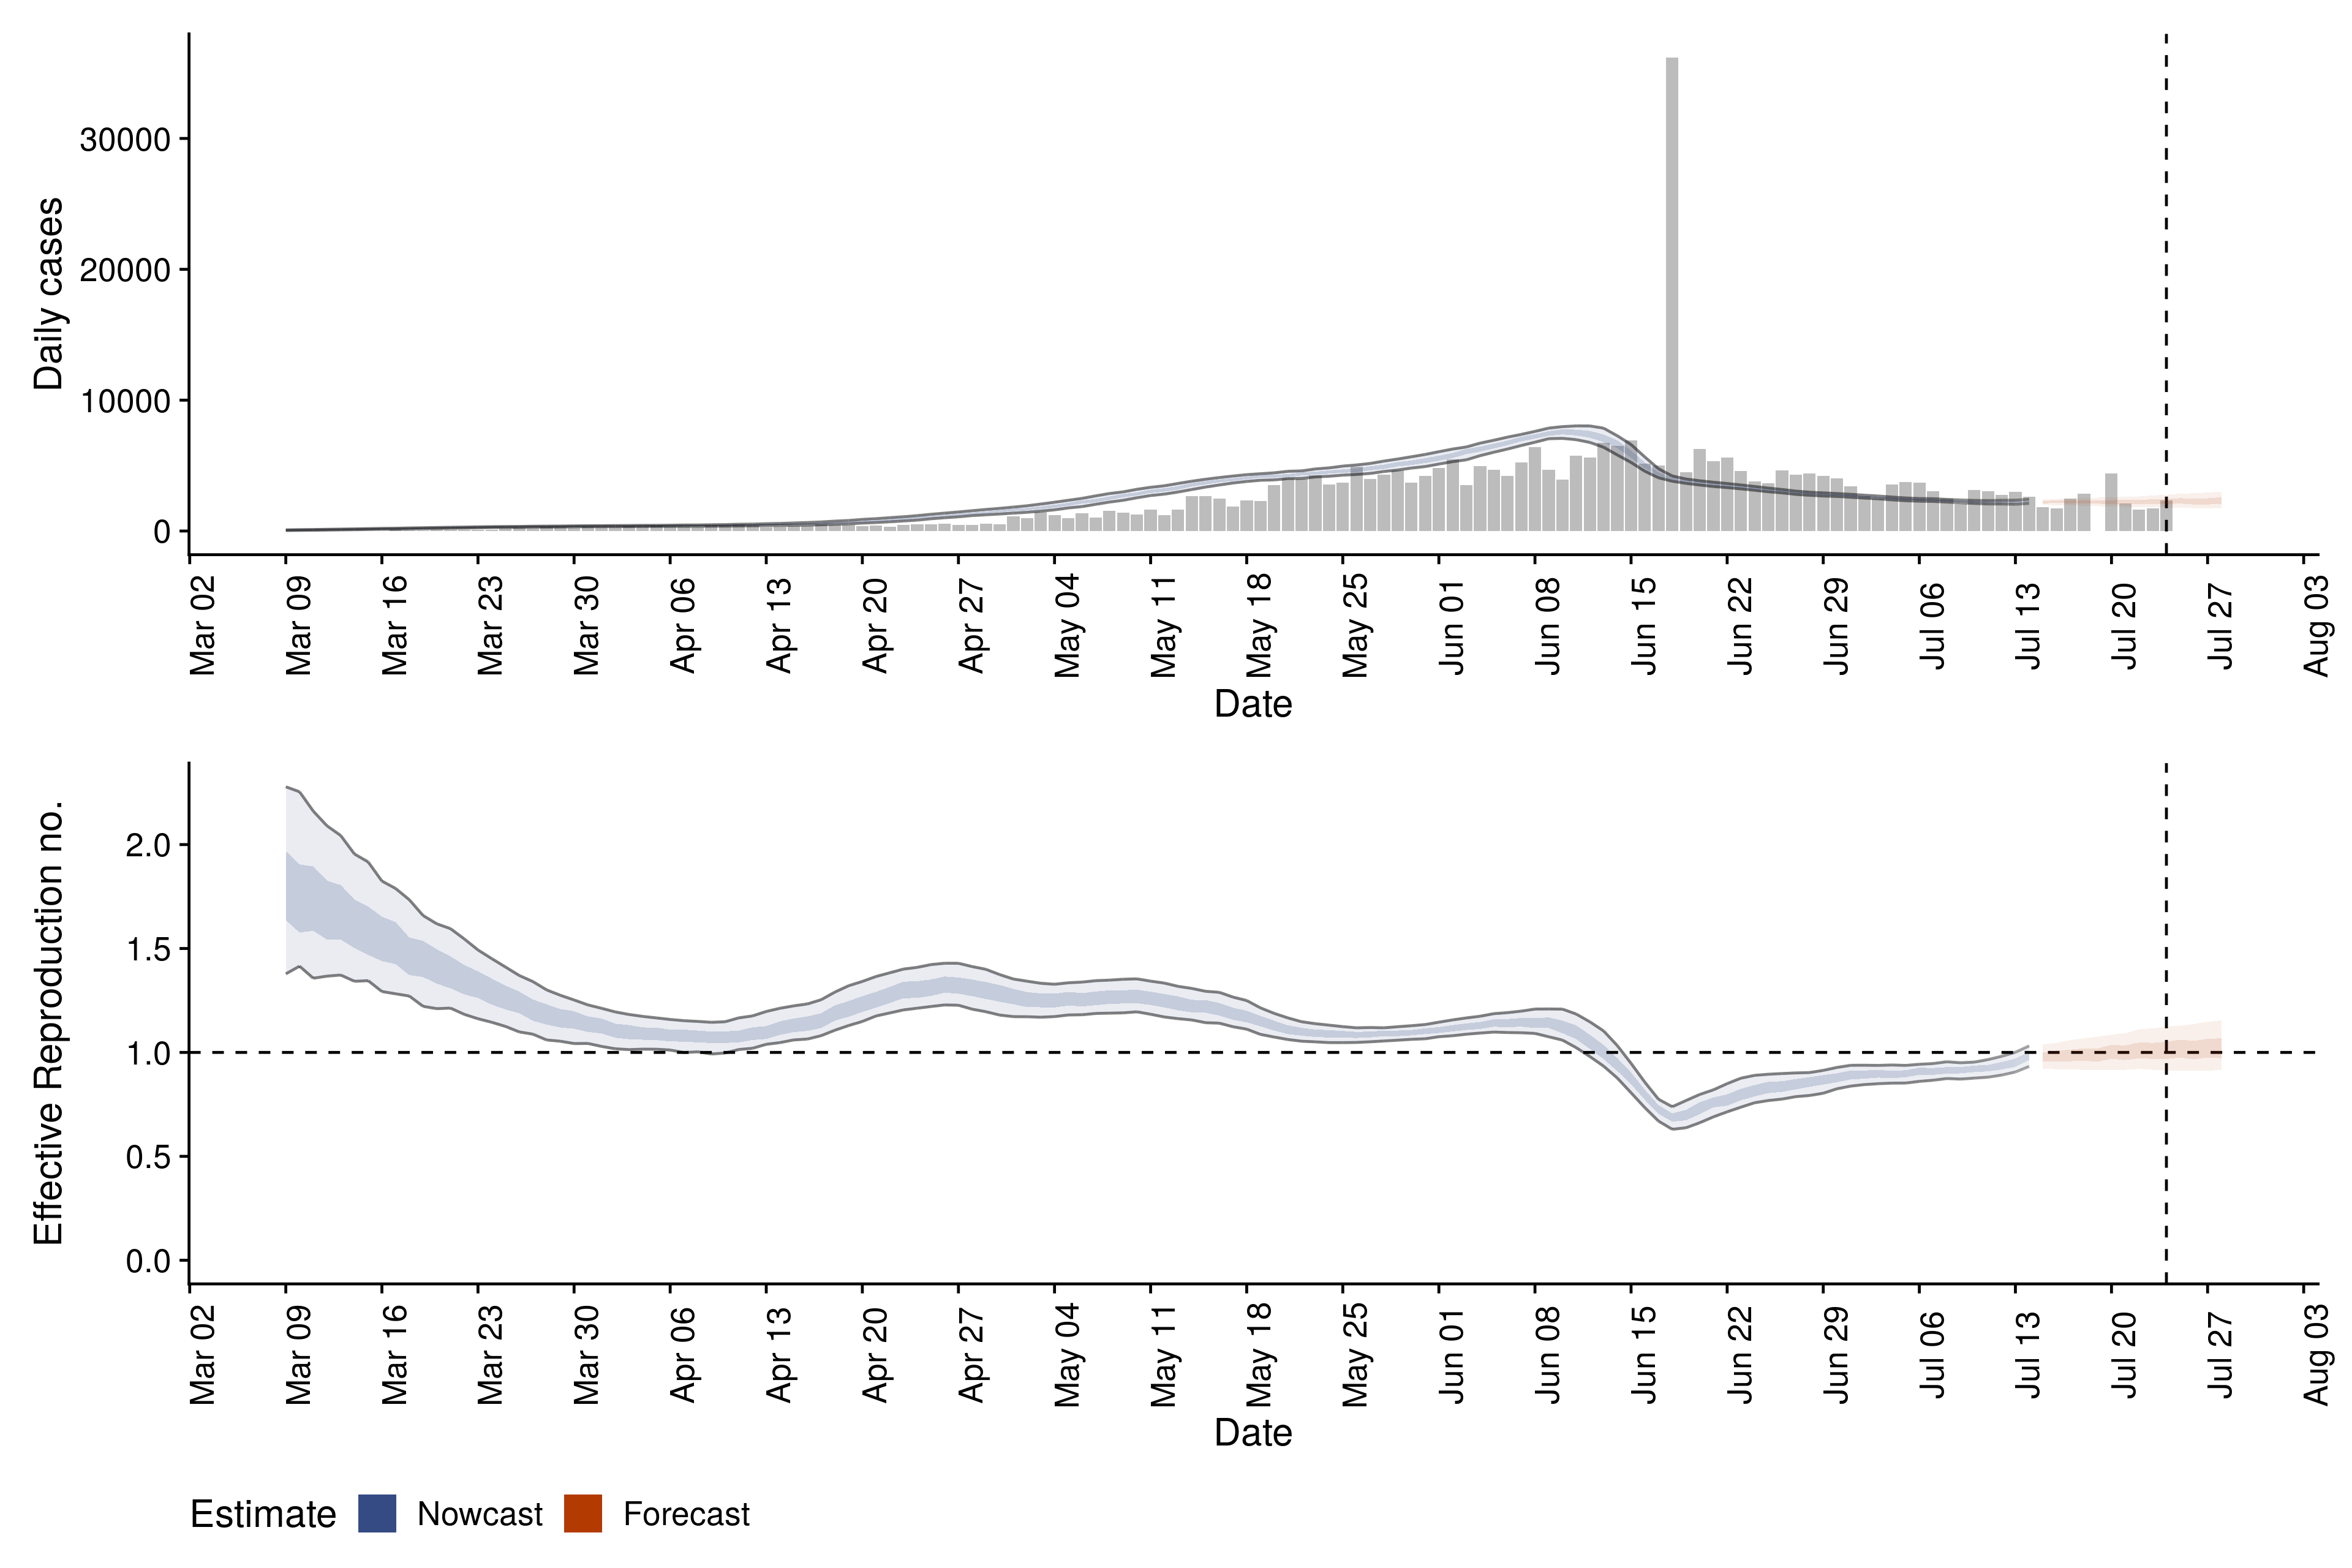 Daily cases
30000
20000
10000
0
Mar 02 Mar 09 Mar 16 Mar 23 Mar 30 Apr 06 Apr 13 Apr 20 Apr 27 May 04 May 11 May 18 May 25 Jun 01 Jun 08 Jun 15 Jun 22 Jun 29 Jul 06 Jul 13 Jul 20 Jul 27 Aug 03
Date
Effective Reproduction no.
2.0
1.5
1.0
0.5
0.0
Mar 02 Mar 09 Mar 16 Mar 23 Mar 30 Apr 06 Apr 13 Apr 20 Apr 27 May 04 May 11 May 18 May 25 Jun 01 Jun 08 Jun 15 Jun 22 Jun 29 Jul 06 Jul 13 Jul 20 Jul 27 Aug 03
Date
Estimate Nowcast Forecast